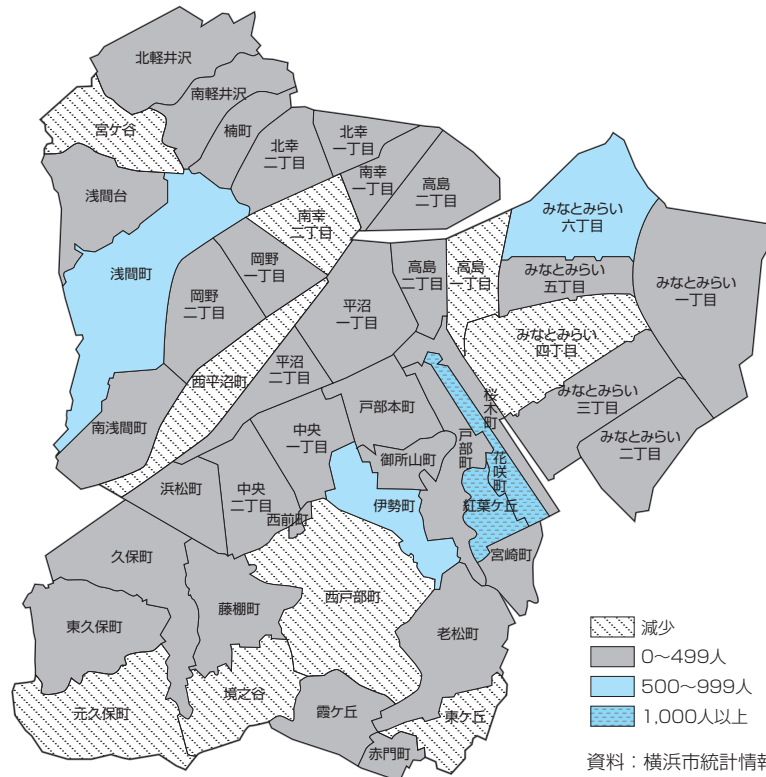 北軽井沢
南軽井沢
宮ケ谷
楠町
北幸
二丁目
北幸
一丁目
南幸
一丁目
高島
二丁目
浅間台
南幸
二丁目
みなとみらい
六丁目
浅間町
岡野
一丁目
岡野
二丁目
平沼
一丁目
高島
二丁目
高島
一丁目
みなとみらい
五丁目
みなとみらい
一丁目
みなとみらい
四丁目
西平沼町
平沼
二丁目
南浅間町
中央
一丁目
戸部本町
桜木町
みなとみらい
三丁目
みなとみらい
二丁目
戸部町
花咲町
御所山町
浜松町
中央
二丁目
西前町
伊勢町
紅葉ケ丘
宮崎町
久保町
東久保町
藤棚町
西戸部町
老松町
元久保町
境之谷
霞ケ丘
東ケ丘
赤門町
減少
0〜499人
500〜999人
1,000人以上
資料:横浜市統計情報